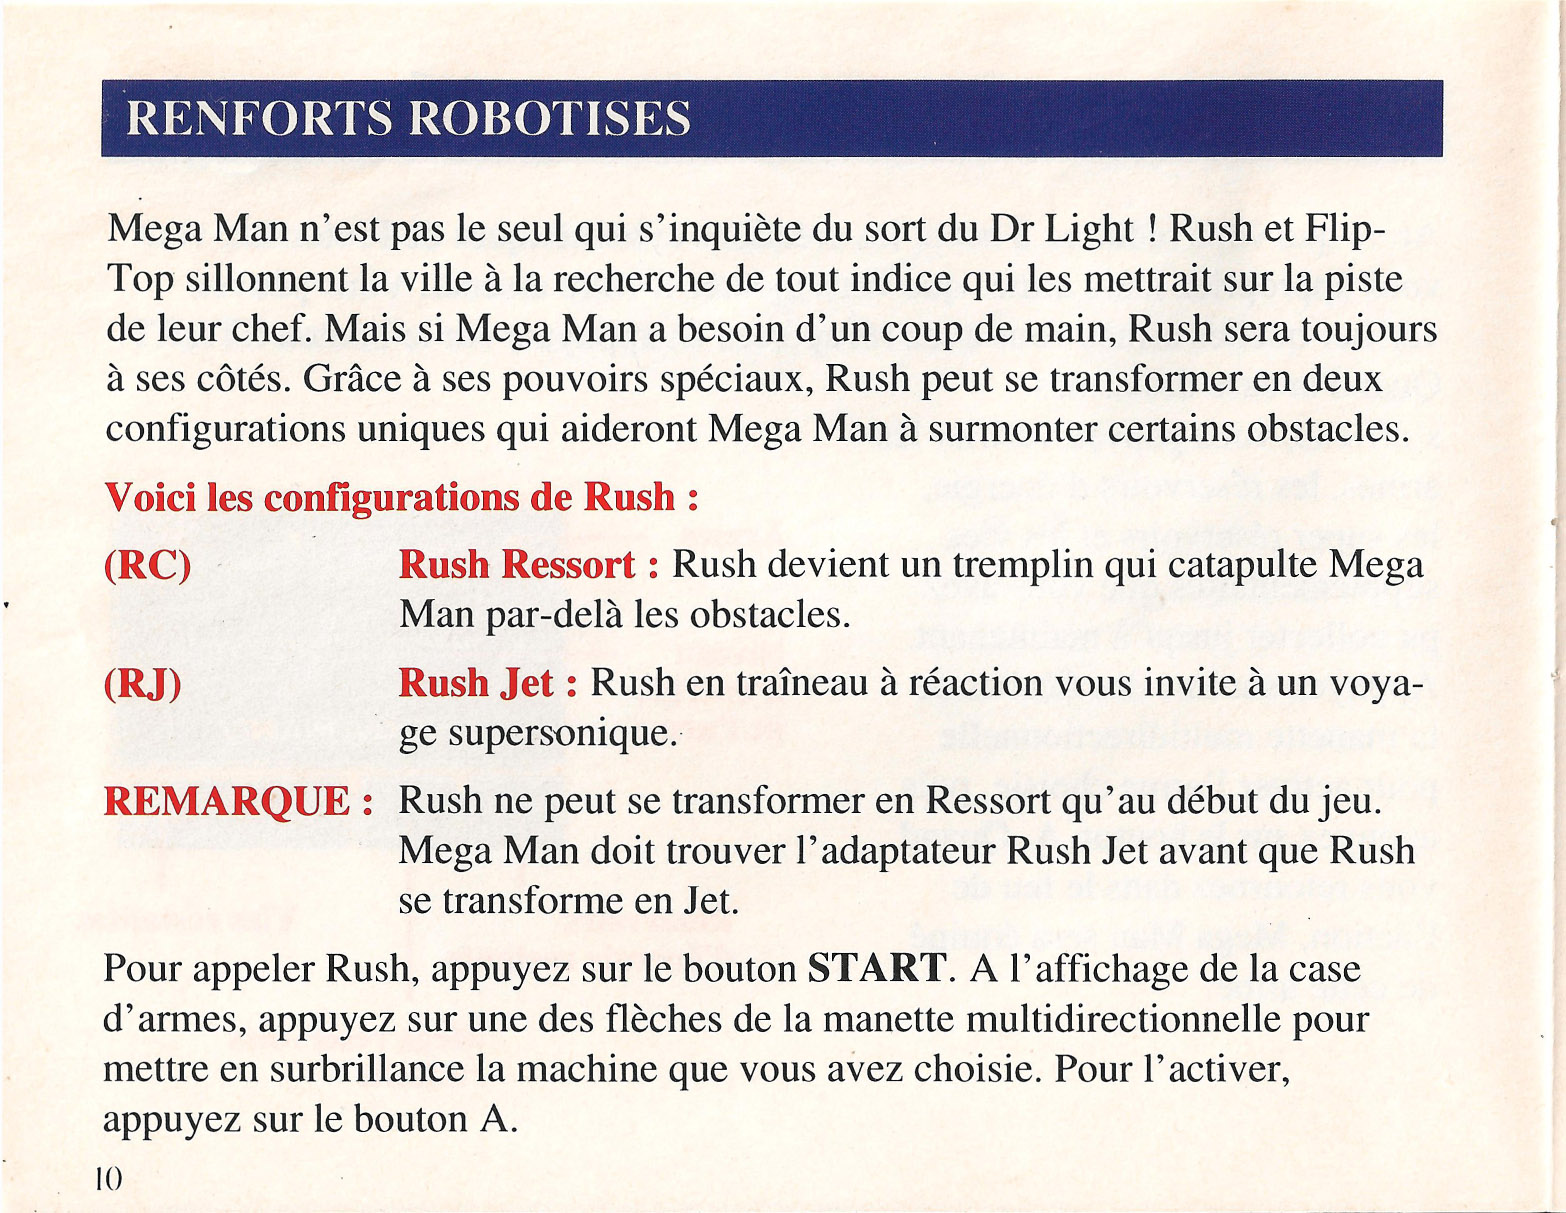 RENFORTS ROBOTISES
Mega Man n'est pas le seul qui s'inquiète du sort du Dr Light ! Rush et Flip-
Top sillonnent la ville à la recherche de tout indice qui les mettrait sur la piste
de leur chef. Mais si Mega Man a besoin d'un coup de main, Rush sera toujours
à ses côtés. Grâce à ses pouvoirs spéciaux, Rush peut se transformer en deux
configurations uniques qui aideront Mega Man à surmonter certains obstacles.
Voici les configurations de Rush :
(RC) Rush Ressort : Rush devient un tremplin qui catapulte Mega
Man par-delà les obstacles.
(RJ) Rush Jet : Rush en traîneau à réaction vous invite à un voya-
ge supersonique.
REMARQUE : Rush ne peut se transformer en Ressort qu'au début du jeu.
Mega Man doit trouver l'adaptateur Rush Jet avant que Rush
se transforme en Jet.
Pour appeler Rush, appuyez sur le bouton START. A l'affichage de la case
d'armes, appuyez sur une des flèches de la manette multidirectionnelle pour
mettre en surbrillance la machine que vous avez choisie. Pour l'activer,
appuyez sur le bouton A.
10